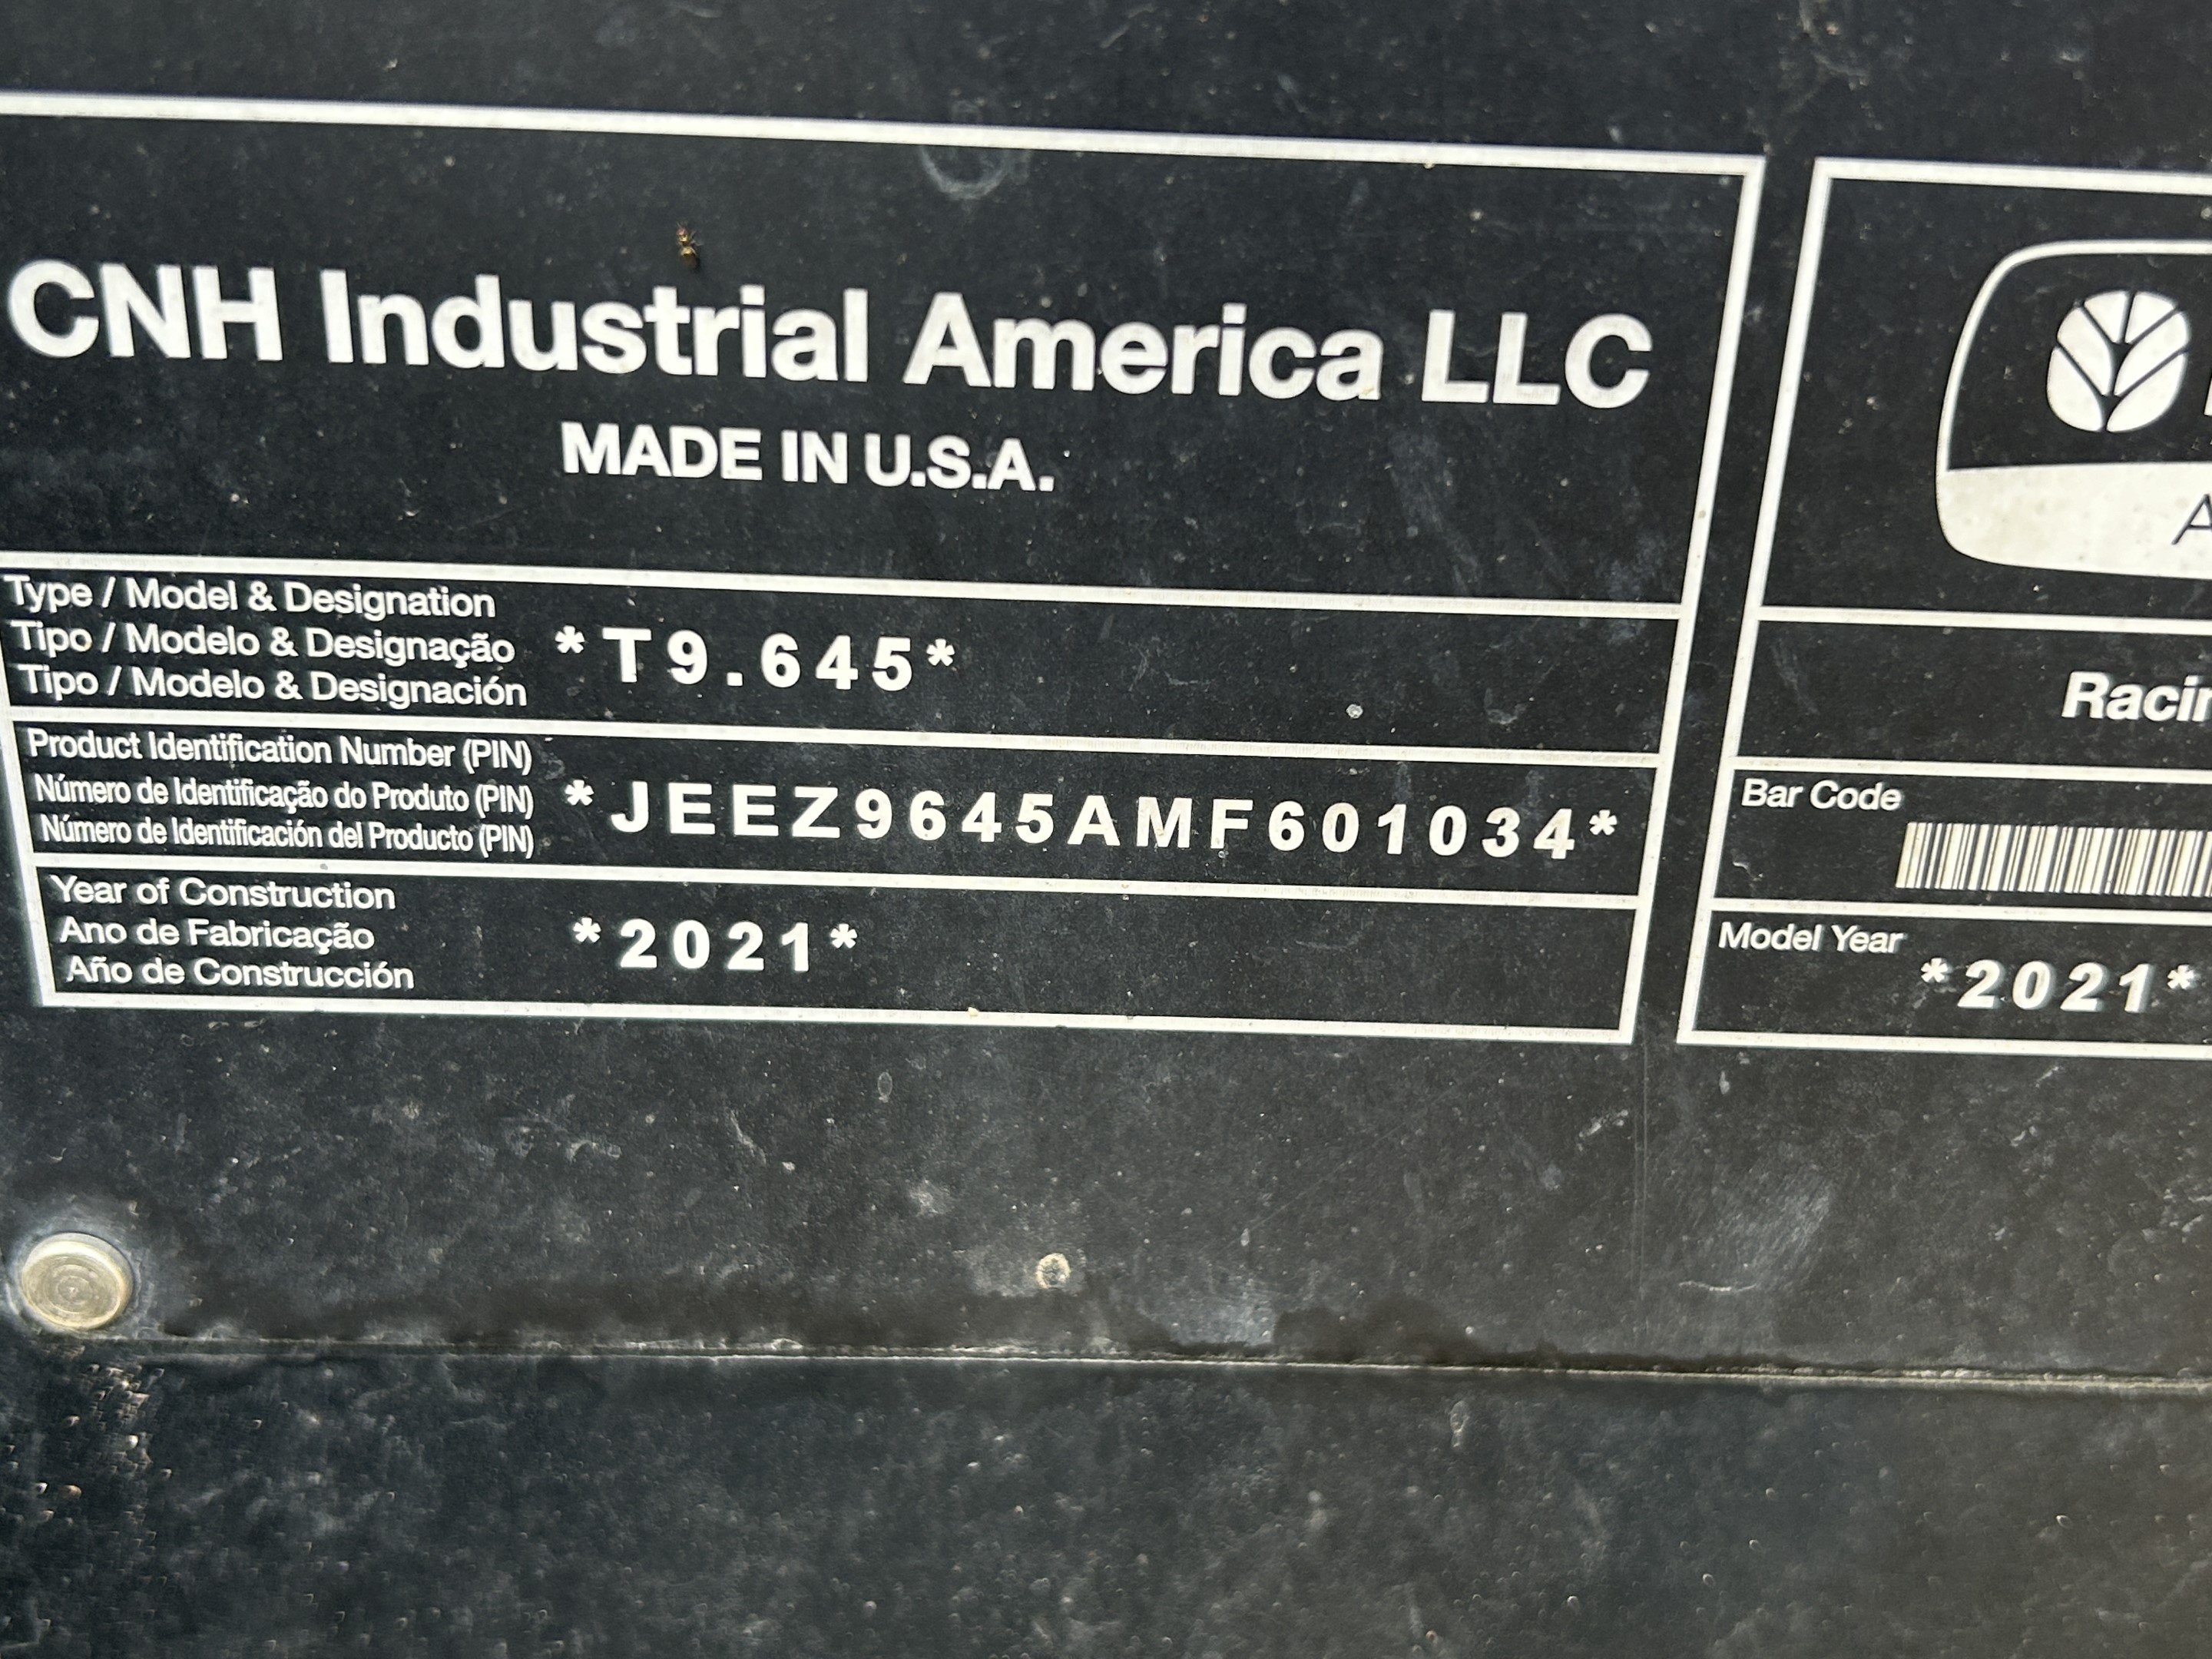 CNH Industrial America LLC
MADE IN U.S.A.
Type / Model & Designation
Tipo / Modelo & Designação
Tipo / Modelo & Designación
*T9.645*
Product Identification Number (PIN)
Número de Identificação do Produto (PIN)
Número de Identificación del Producto (PIN)
*JEEZ9645AMF601034*
Year of Construction
Ano de Fabricação
Año de Construcción
*2021*
A
Racin
Bar Code
Model Year
*2021*